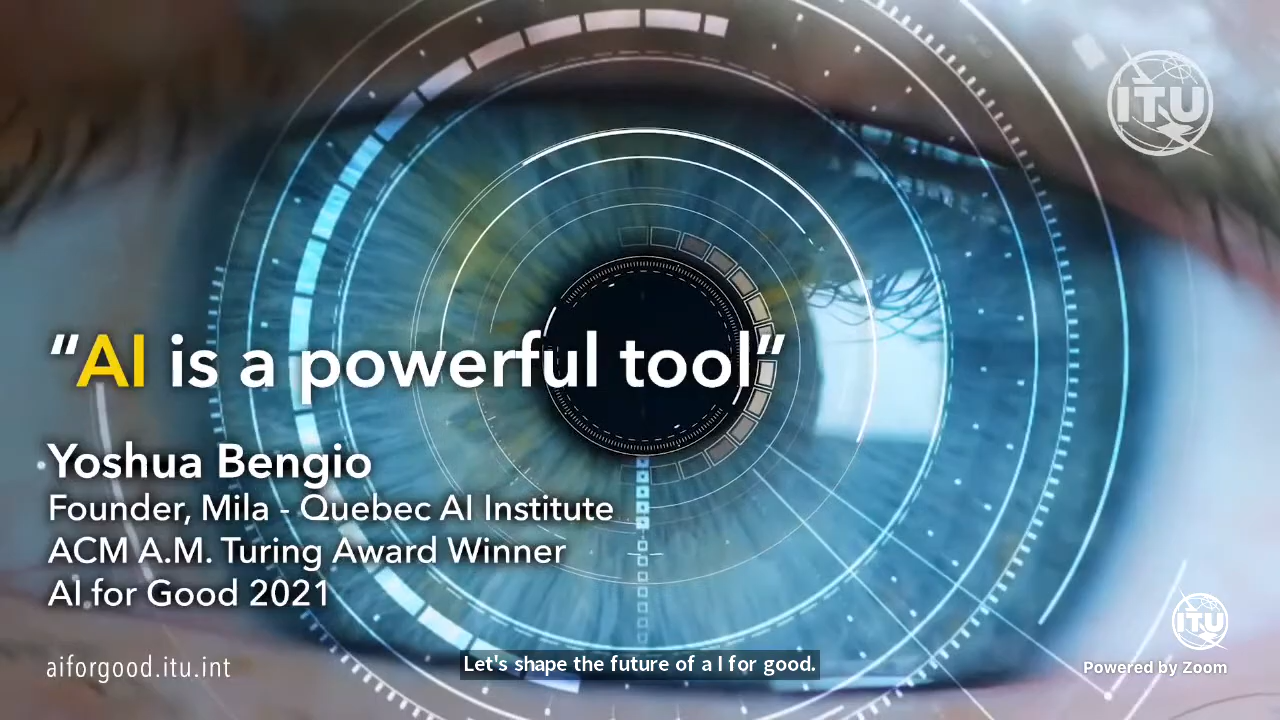 ITU
“AI is a powerful tool”
Yoshua Bengio
Founder, Mila - Quebec AI Institute
ACM A.M. Turing Award Winner
AI for Good 2021
aiforgood.itu.int
Let's shape the future of a I for good.
ITU
Powered by Zoom